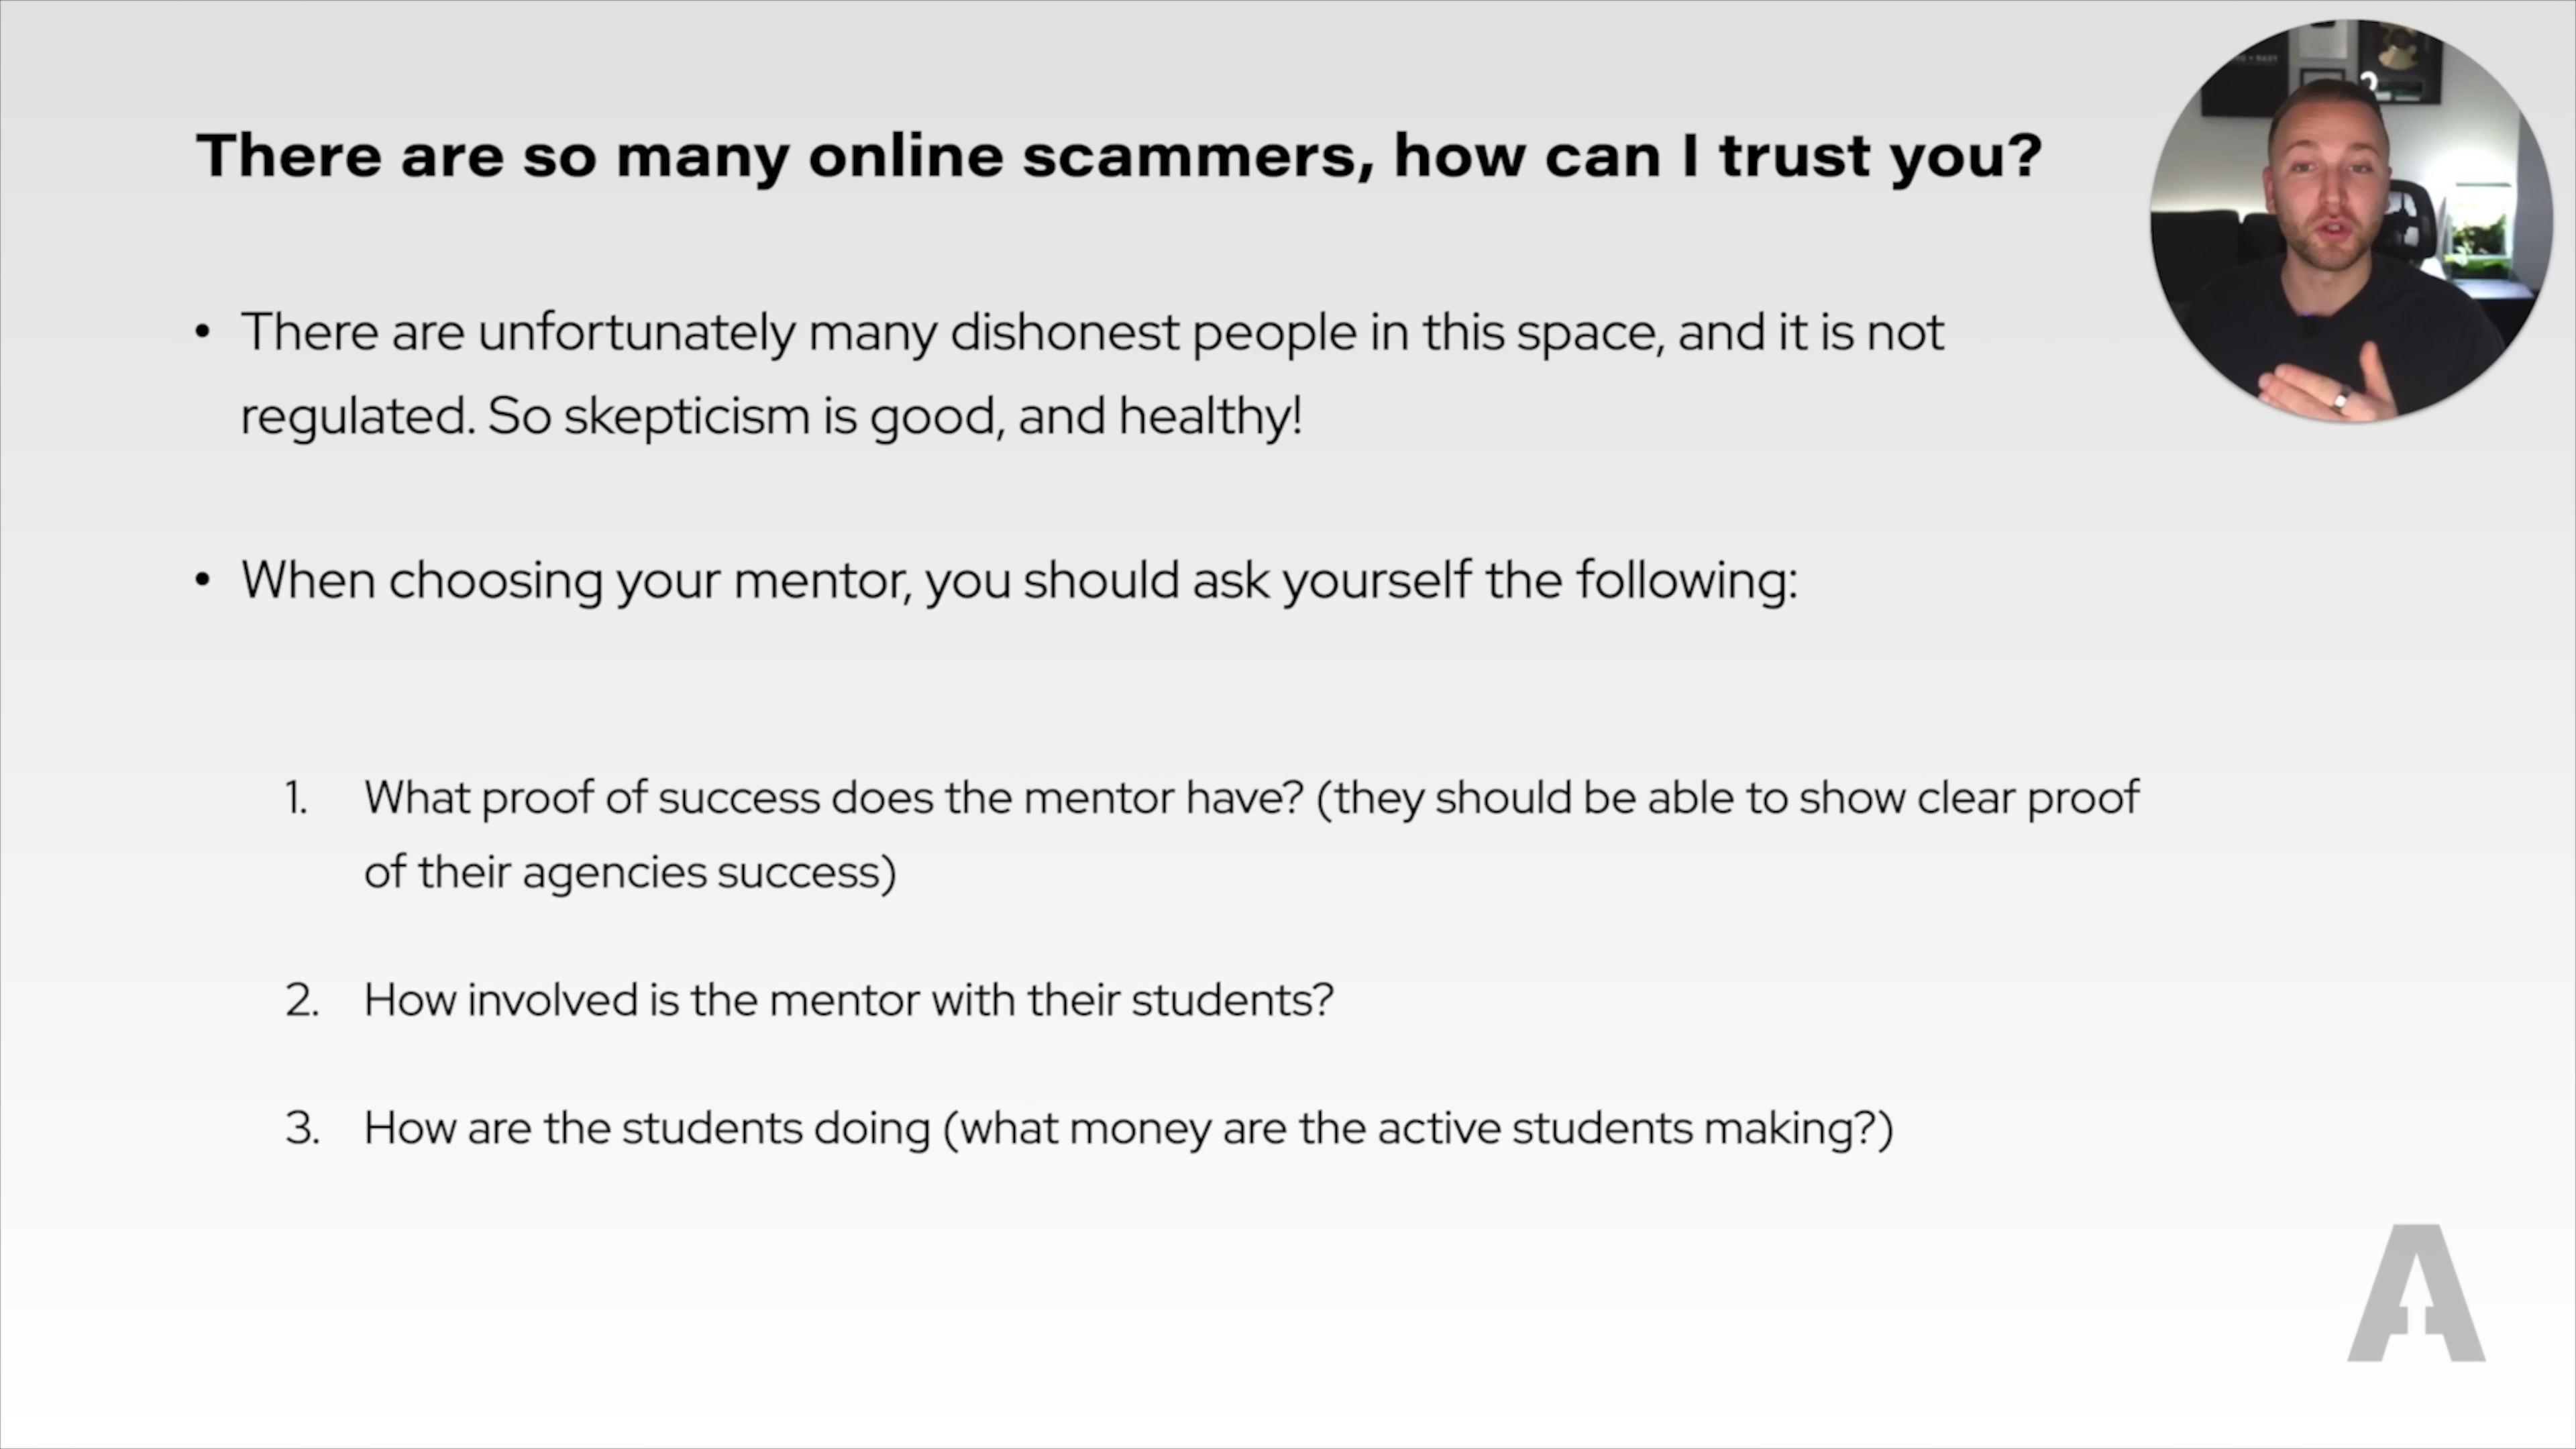 There are so many online scammers, how can I trust you?
• There are unfortunately many dishonest people in this space, and it is not
regulated. So skepticism is good, and healthy!
• When choosing your mentor, you should ask yourself the following:
1. What proof of success does the mentor have? (they should be able to show clear proof
of their agencies success)
2. How involved is the mentor with their students?
3. How are the students doing (what money are the active students making?)
A